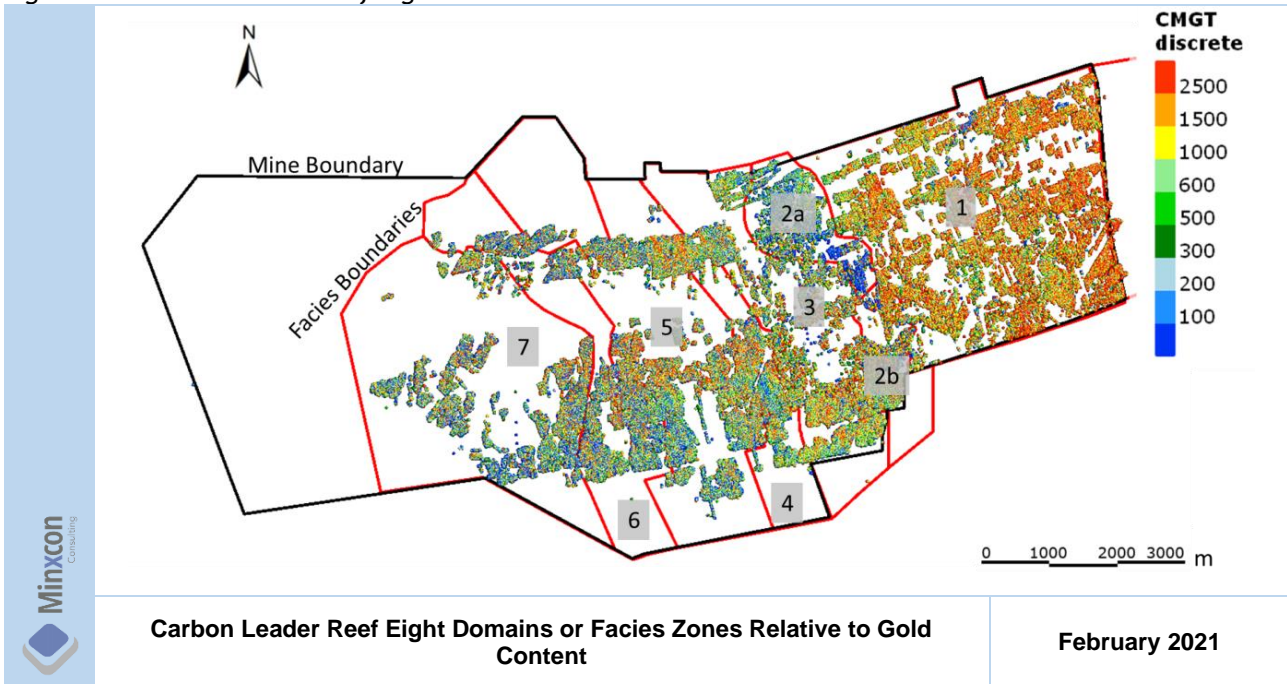 N
CMGT
discrete
2500
1500
1000
600
500
300
200
100
Mine Boundary
Facies Boundaries
2a
1
3
5
7
2b
4
6
0 1000 2000 3000 m
Minxcon
Consulting
Carbon Leader Reef Eight Domains or Facies Zones Relative to Gold
Content
February 2021